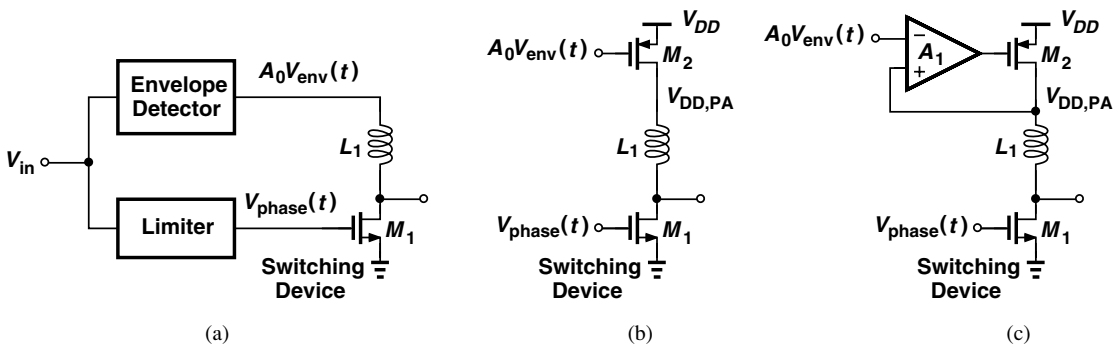 A0Venv(t)
Envelope
Detector
L1
Vin
Limiter
Vphase(t)
M1
Switching
Device
(a)
VDD
A0Venv(t)
M2
VDD,PA
L1
Vphase(t)
M1
Switching
Device
(b)
VDD
A0Venv(t)
−
A1
+
M2
VDD,PA
L1
Vphase(t)
M1
Switching
Device
(c)